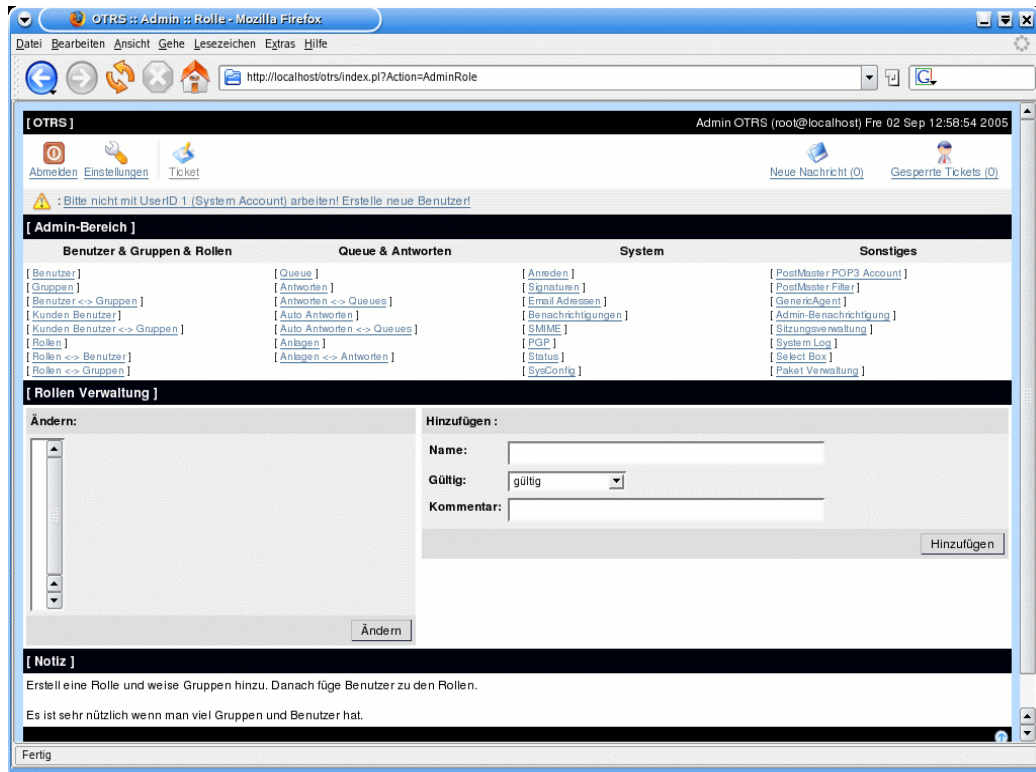 OTRS :: Admin :: Rolle - Mozilla Firefox
Datei Bearbeiten Ansicht Gehe Lesezeichen Extras Hilfe
http://localhost/otrs/index.pl?Action=AdminRole
G
[ OTRS ] Admin OTRS (root@localhost) Fre 02 Sep 12:58:54 2005
Abmelden Einstellungen Ticket Neue Nachricht (0) Gesperrte Tickets (0)
: Bitte nicht mit UserID 1 (System Account) arbeiten! Erstelle neue Benutzer!
[ Admin-Bereich ]
Benutzer & Gruppen & Rollen Queue & Antworten System Sonstiges
[ Benutzer ] [ Queue ] [ Anreden ] [ PostMaster POP3 Account ]
[ Gruppen ] [ Antworten ] [ Signaturen ] [ PostMaster Filter ]
[ Benutzer <-> Gruppen ] [ Antworten <-> Queues ] [ Email Adressen ] [ GenericAgent ]
[ Kunden Benutzer ] [ Auto Antworten ] [ Benachrichtigungen ] [ Admin-Benachrichtigung ]
[ Kunden Benutzer <-> Gruppen ] [ Auto Antworten <-> Queues ] [ SMIME ] [ Sitzungsverwaltung ]
[ Rollen ] [ Anlagen ] [ PGP ] [ System Log ]
[ Rollen <-> Benutzer ] [ Anlagen <-> Antworten ] [ Status ] [ Select Box ]
[ Rollen <-> Gruppen ] [ SysConfig ] [ Paket Verwaltung ]
[ Rollen Verwaltung ]
Ändern: Hinzufügen :
Name:
Gültig: gültig
Kommentar:
Hinzufügen
Ändern
[ Notiz ]
Erstell eine Rolle und weise Gruppen hinzu. Danach füge Benutzer zu den Rollen.
Es ist sehr nützlich wenn man viel Gruppen und Benutzer hat.
Fertig